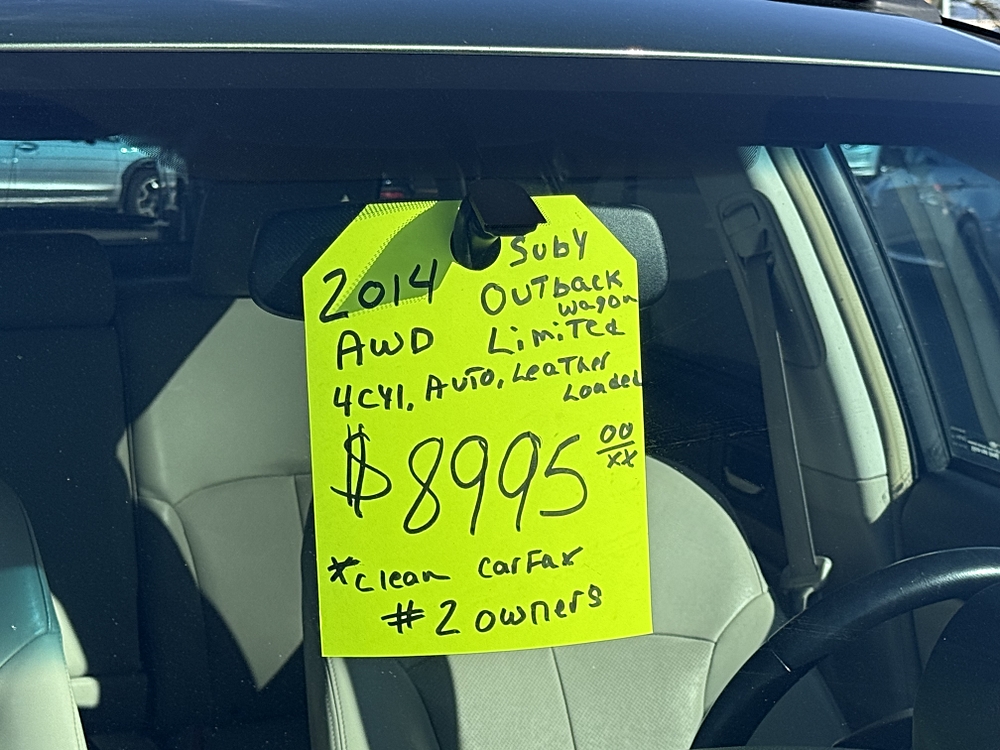 2014 Suby
Outback
wagon
AWD Limited
4cyl, Auto, Leather
Loaded
$8995 00/xx
*clean carfax
#2 owners